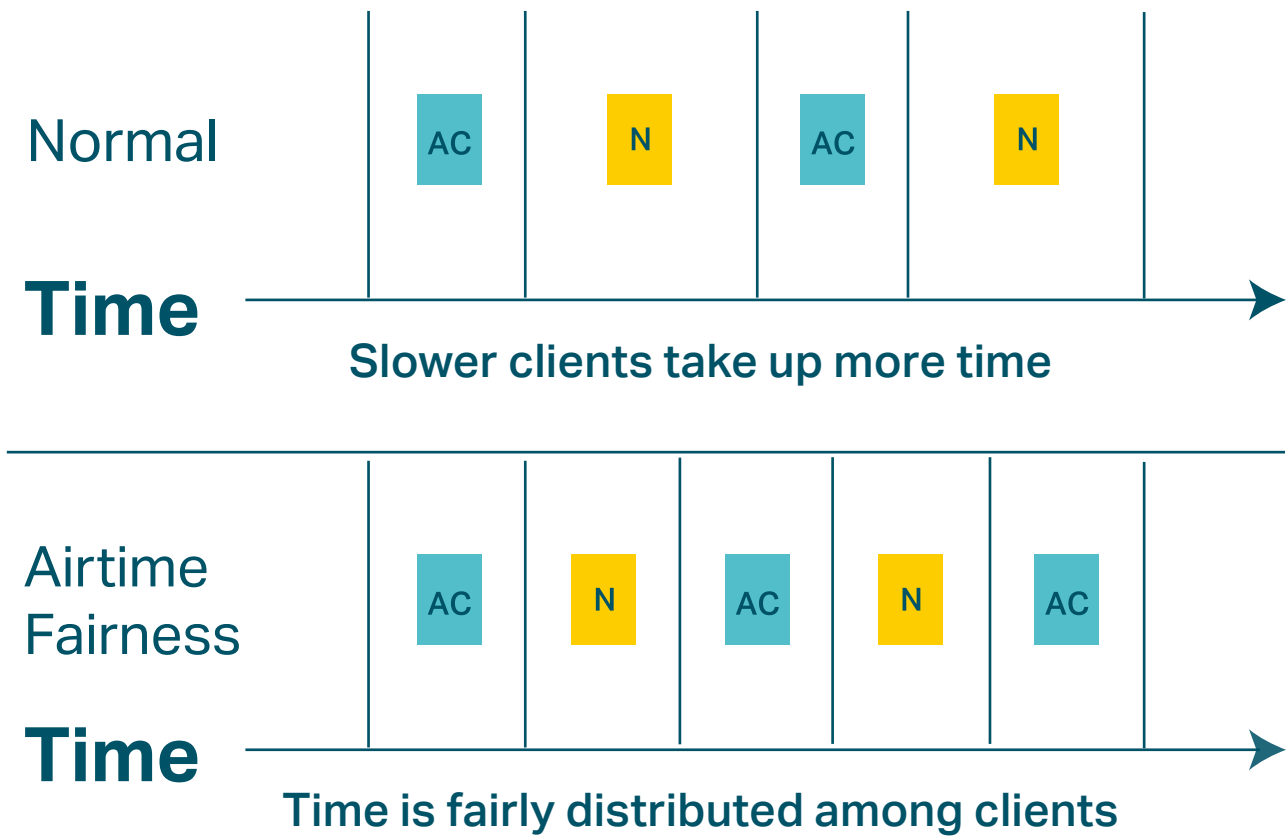 Normal
AC
N
AC
N
Time
Slower clients take up more time
Airtime
Fairness
AC
N
AC
N
AC
Time
Time is fairly distributed among clients